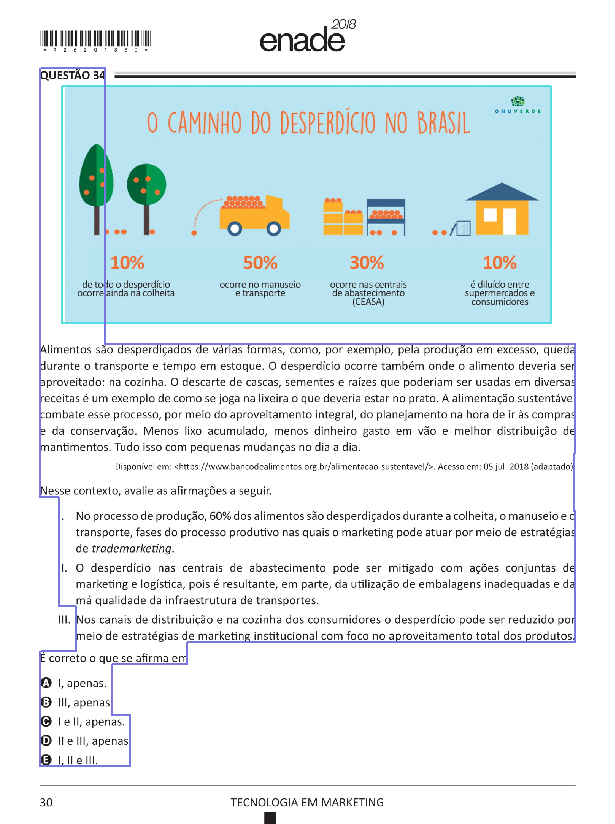 *R2620183O*
enade2018
QUESTÃO 34
ONUVERDE
O CAMINHO DO DESPERDÍCIO NO BRASIL
10% 50% 30% 10%
de todo o desperdício ocorre no manuseio ocorre nas centrais é diluído entre
ocorre ainda na colheita e transporte de abastecimento supermercados e
(CEASA) consumidores
Alimentos são desperdiçados de várias formas, como, por exemplo, pela produção em excesso, queda
durante o transporte e tempo em estoque. O desperdício ocorre também onde o alimento deveria ser
aproveitado: na cozinha. O descarte de cascas, sementes e raízes que poderiam ser usadas em diversas
receitas é um exemplo de como se joga na lixeira o que deveria estar no prato. A alimentação sustentáve
combate esse processo, por meio do aproveitamento integral, do planejamento na hora de ir às compras
e da conservação. Menos lixo acumulado, menos dinheiro gasto em vão e melhor distribuição de
mantimentos. Tudo isso com pequenas mudanças no dia a dia.
Disponível em: <https://www.bancodealimentos.org.br/alimentacao-sustentavel/>. Acesso em: 05 jul. 2018 (adaptado)
Nesse contexto, avalie as afirmações a seguir.
I. No processo de produção, 60% dos alimentos são desperdiçados durante a colheita, o manuseio e o
transporte, fases do processo produtivo nas quais o marketing pode atuar por meio de estratégias
de trademarketing.
II. O desperdício nas centrais de abastecimento pode ser mitigado com ações conjuntas de
marketing e logística, pois é resultante, em parte, da utilização de embalagens inadequadas e da
má qualidade da infraestrutura de transportes.
III. Nos canais de distribuição e na cozinha dos consumidores o desperdício pode ser reduzido por
meio de estratégias de marketing institucional com foco no aproveitamento total dos produtos.
É correto o que se afirma em
A I, apenas.
B III, apenas
C I e II, apenas.
D II e III, apenas
E I, II e III.
30 TECNOLOGIA EM MARKETING